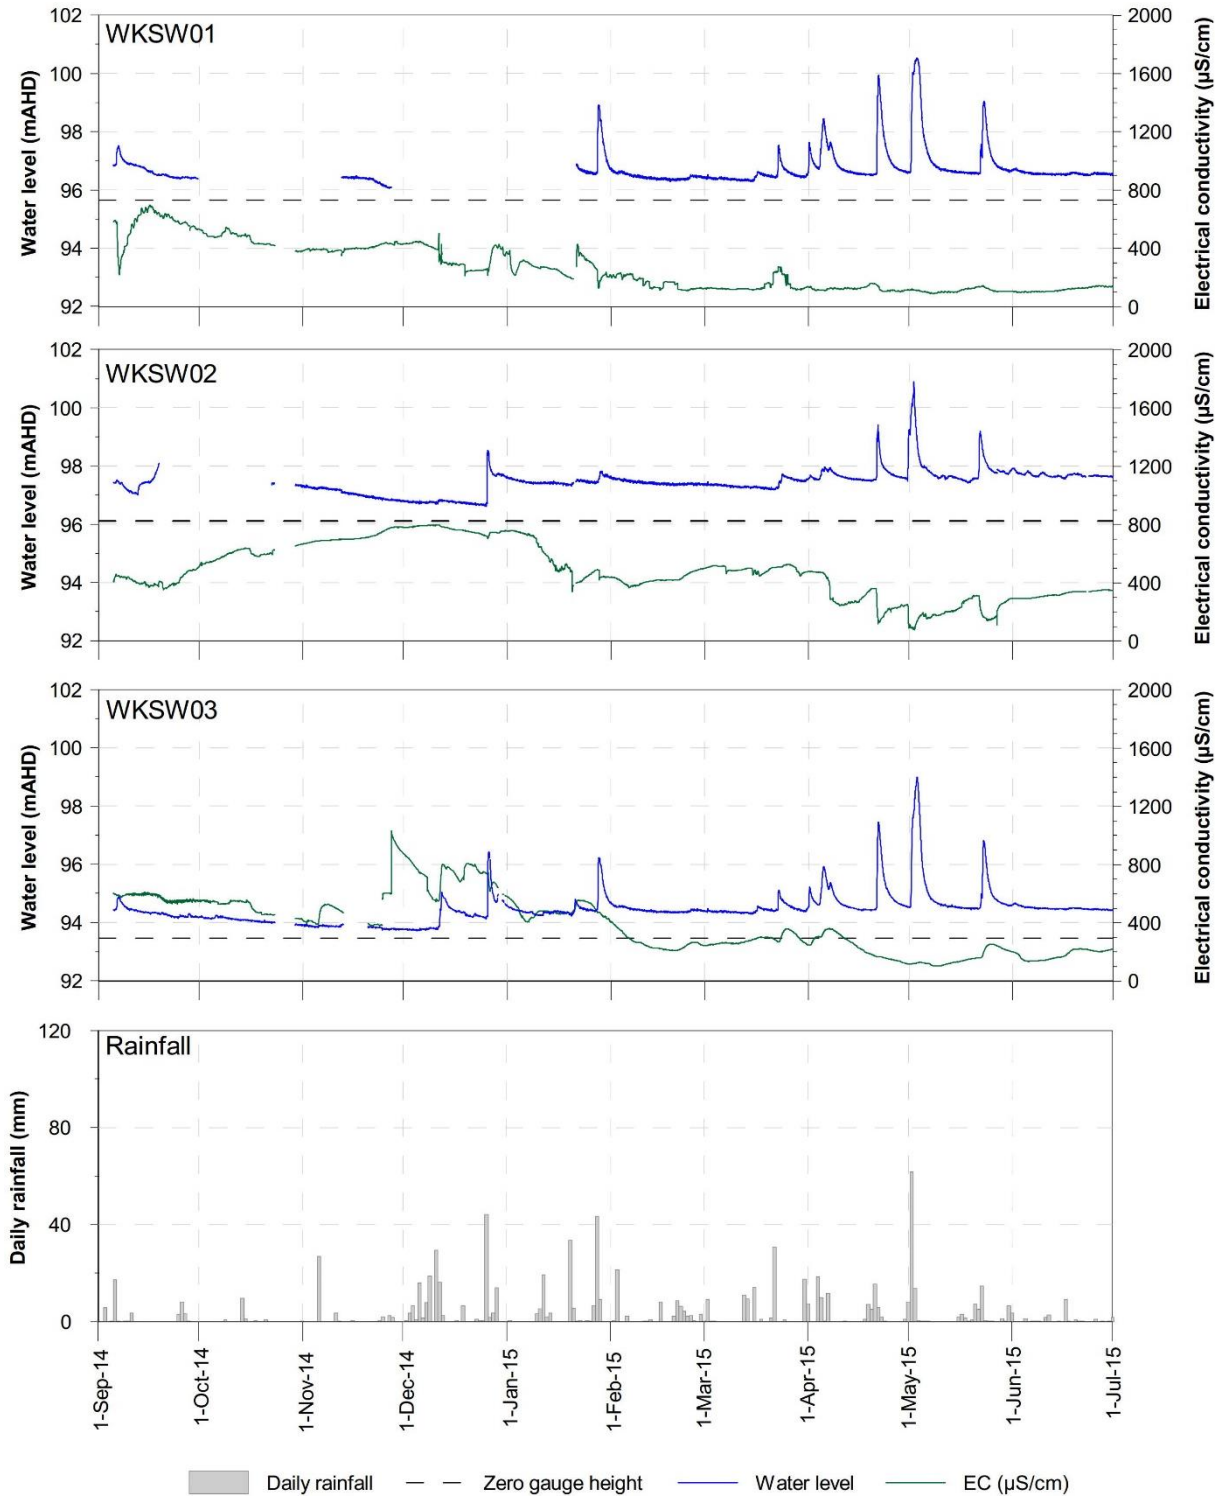 WKSW01
Water level (mAHD)
102
100
98
96
94
92
2000
1600
1200
800
400
0
Electrical conductivity (µS/cm)
WKSW02
Water level (mAHD)
102
100
98
96
94
92
2000
1600
1200
800
400
0
Electrical conductivity (µS/cm)
WKSW03
Water level (mAHD)
102
100
98
96
94
92
2000
1600
1200
800
400
0
Electrical conductivity (µS/cm)
Rainfall
Daily rainfall (mm)
120
80
40
0
1-Sep-14
1-Oct-14
1-Nov-14
1-Dec-14
1-Jan-15
1-Feb-15
1-Mar-15
1-Apr-15
1-May-15
1-Jun-15
1-Jul-15
Daily rainfall
Zero gauge height
Water level
EC (µS/cm)